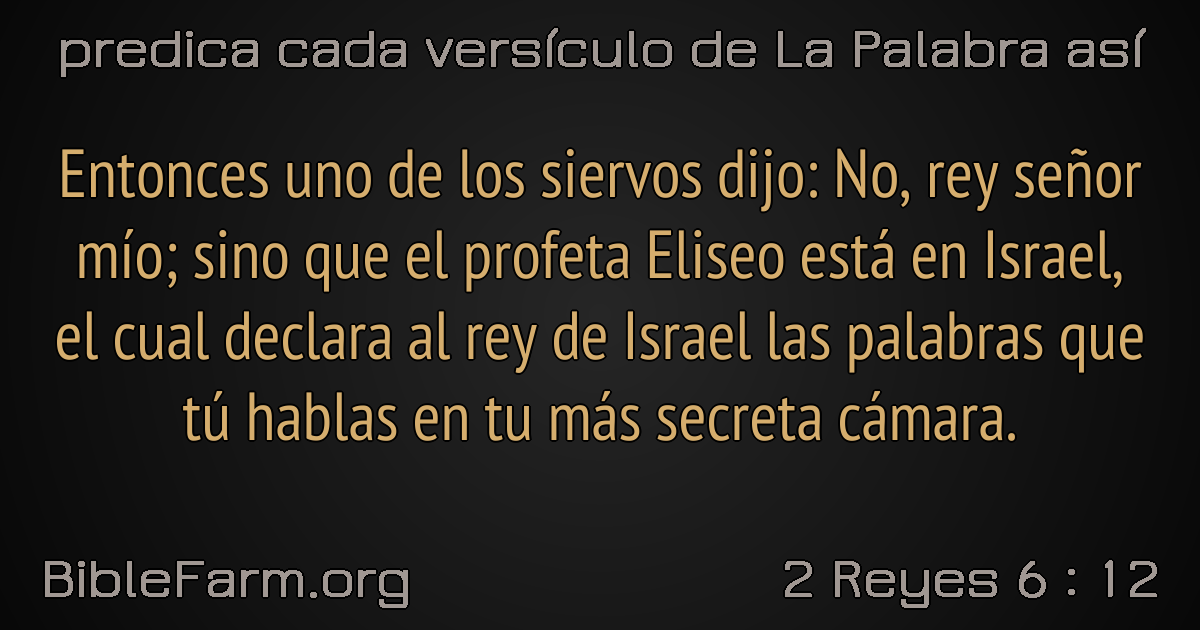 predica cada versículo de La Palabra así
Entonces uno de los siervos dijo: No, rey señor
mío; sino que el profeta Eliseo está en Israel,
el cual declara al rey de Israel las palabras que
tú hablas en tu más secreta cámara.
BibleFarm.org
2 Reyes 6 : 12